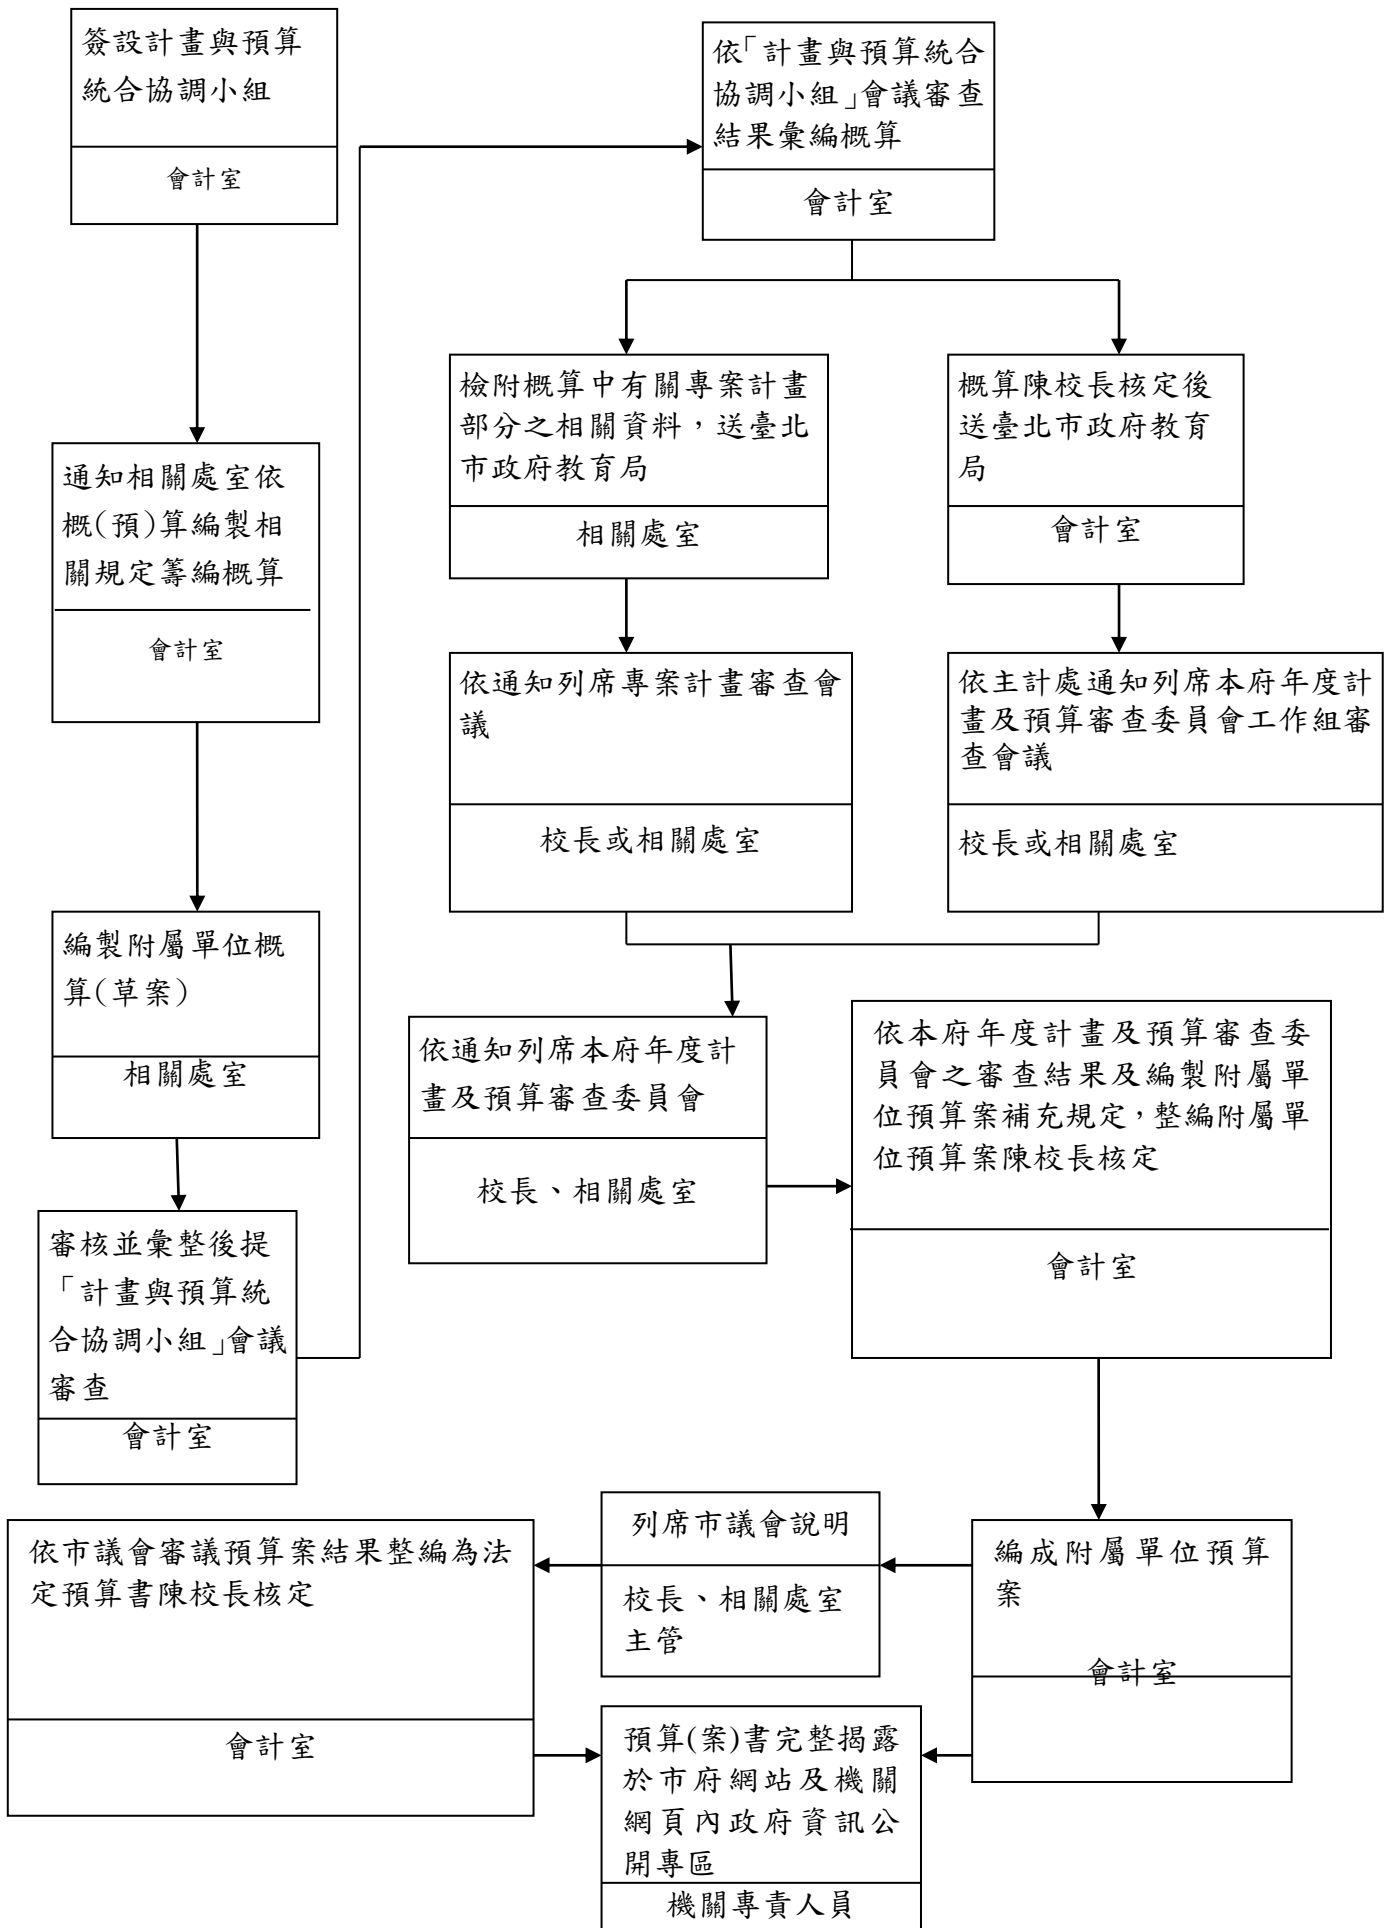 簽設計畫與預算
統合協調小組
會計室
通知相關處室依
概(預)算編製相
關規定籌編概算
會計室
編製附屬單位概
算(草案)
相關處室
審核並彙整後提
「計畫與預算統
合協調小組」會議
審查
會計室
依「計畫與預算統合
協調小組」會議審查
結果彙編概算
會計室
檢附概算中有關專案計畫
部分之相關資料，送臺北
市政府教育局
相關處室
概算陳校長核定後
送臺北市政府教育
局
會計室
依通知列席專案計畫審查會
議
校長或相關處室
依主計處通知列席本府年度計
畫及預算審查委員會工作組審
查會議
校長或相關處室
依通知列席本府年度計
畫及預算審查委員會
校長、相關處室
依本府年度計畫及預算審查委
員會之審查結果及編製附屬單
位預算案補充規定，整編附屬單
位預算案陳校長核定
會計室
編成附屬單位預算
案
會計室
列席市議會說明
校長、相關處室
主管
依市議會審議預算案結果整編為法
定預算書陳校長核定
會計室
預算(案)書完整揭露
於市府網站及機關
網頁內政府資訊公
開專區
機關專責人員